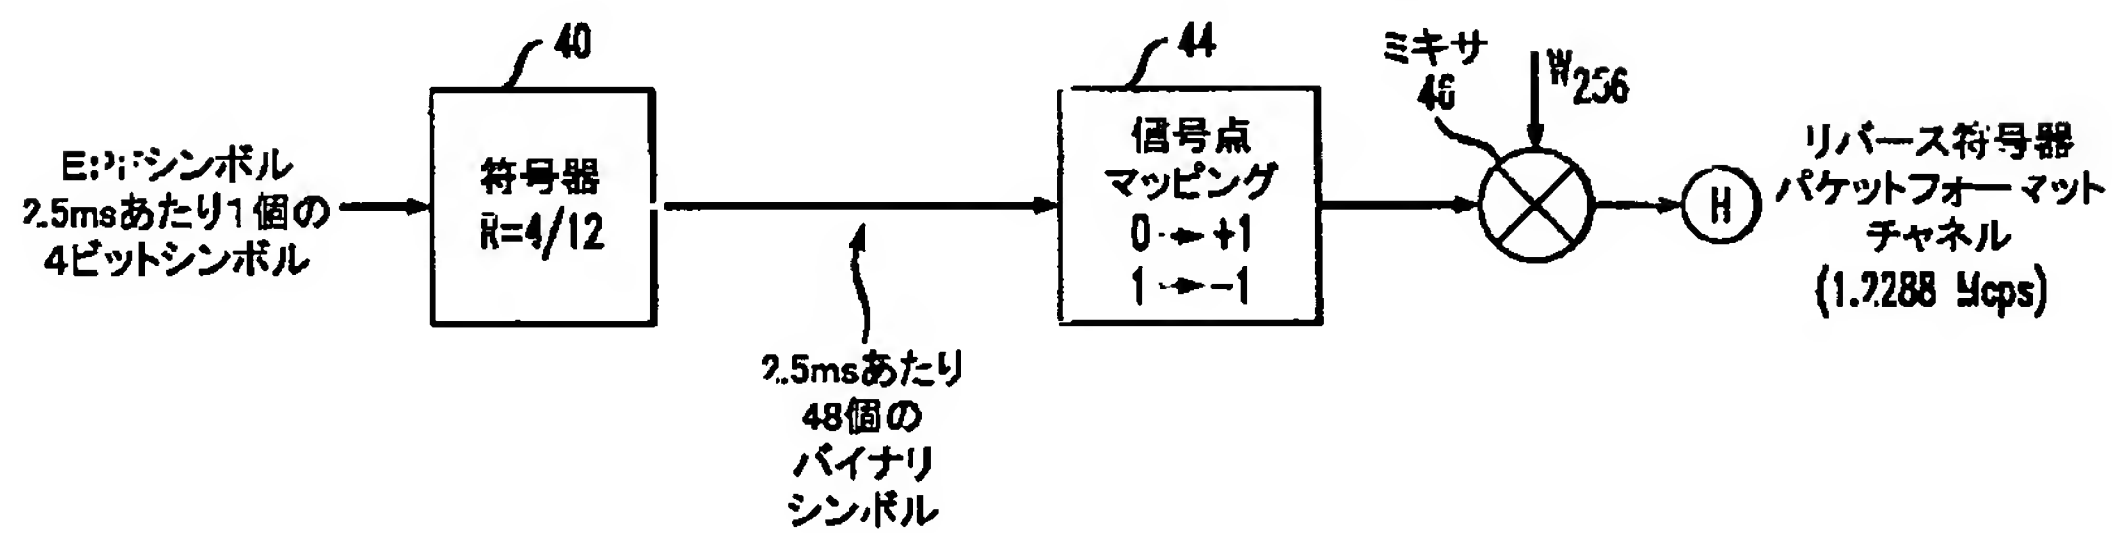 40
44
ミキサ
46
W256
シンボル
2.5msあたり1個の
4ビットシンボル
符号器
R=4/12
信号点
マッピング
0→+1
1→-1
H
リバース符号器
パケットフォーマット
チャネル
(1.2288 Mcps)
2.5msあたり
48個の
バイナリ
シンボル